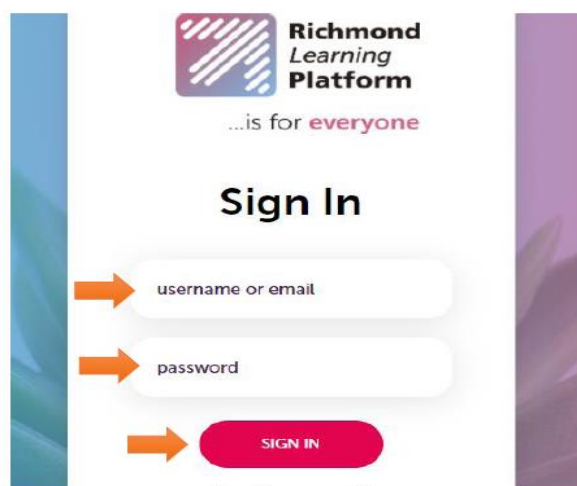 Richmond
Learning
Platform
...is for everyone
Sign In
username or email
password
SIGN IN